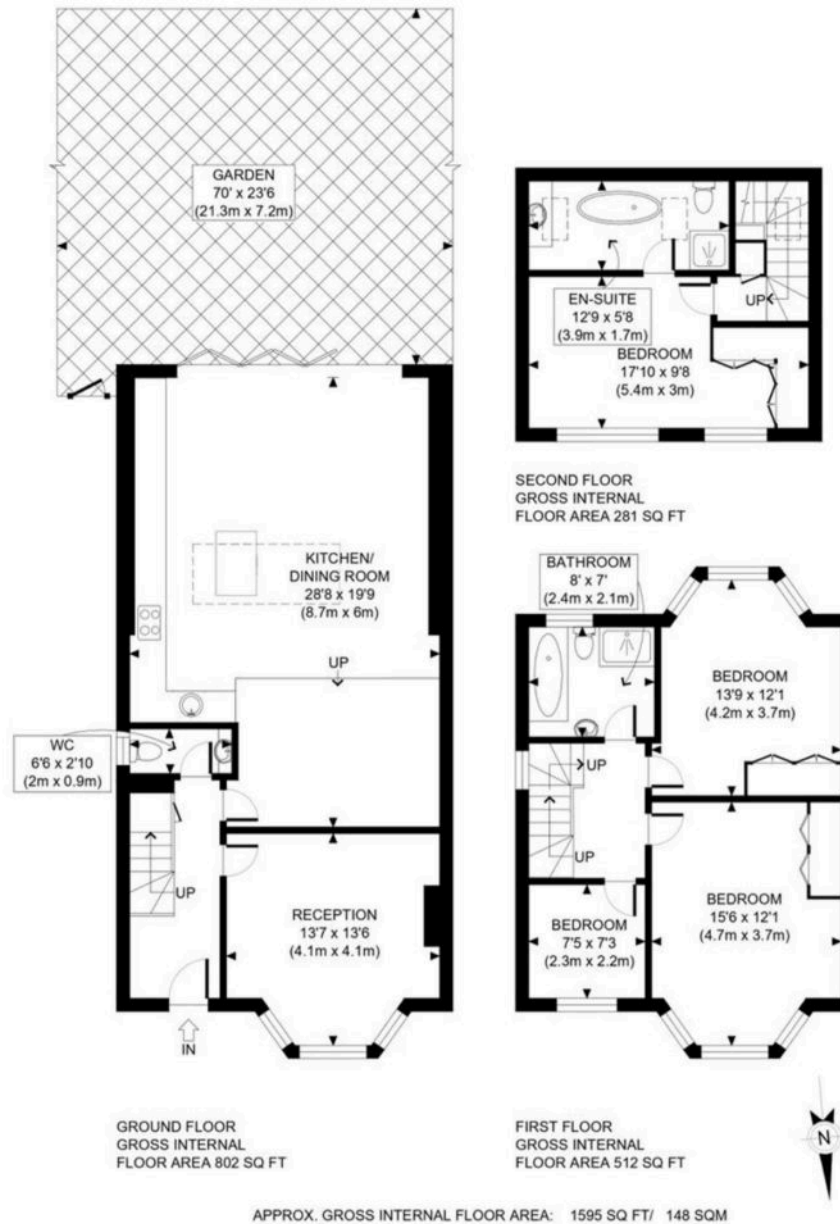 GARDEN
70' x 23'6
(21.3m x 7.2m)
KITCHEN/
DINING ROOM
28'8 x 19'9
(8.7m x 6m)
UP
WC
6'6 x 2'10
(2m x 0.9m)
UP
RECEPTION
13'7 x 13'6
(4.1m x 4.1m)
IN
GROUND FLOOR
GROSS INTERNAL
FLOOR AREA 802 SQ FT
EN-SUITE
12'9 x 5'8
(3.9m x 1.7m)
UP
BEDROOM
17'10 x 9'8
(5.4m x 3m)
SECOND FLOOR
GROSS INTERNAL
FLOOR AREA 281 SQ FT
BATHROOM
8' x 7'
(2.4m x 2.1m)
BEDROOM
13'9 x 12'1
(4.2m x 3.7m)
UP
UP
BEDROOM
15'6 x 12'1
(4.7m x 3.7m)
BEDROOM
7'5 x 7'3
(2.3m x 2.2m)
FIRST FLOOR
GROSS INTERNAL
FLOOR AREA 512 SQ FT
N
APPROX. GROSS INTERNAL FLOOR AREA: 1595 SQ FT/ 148 SQM